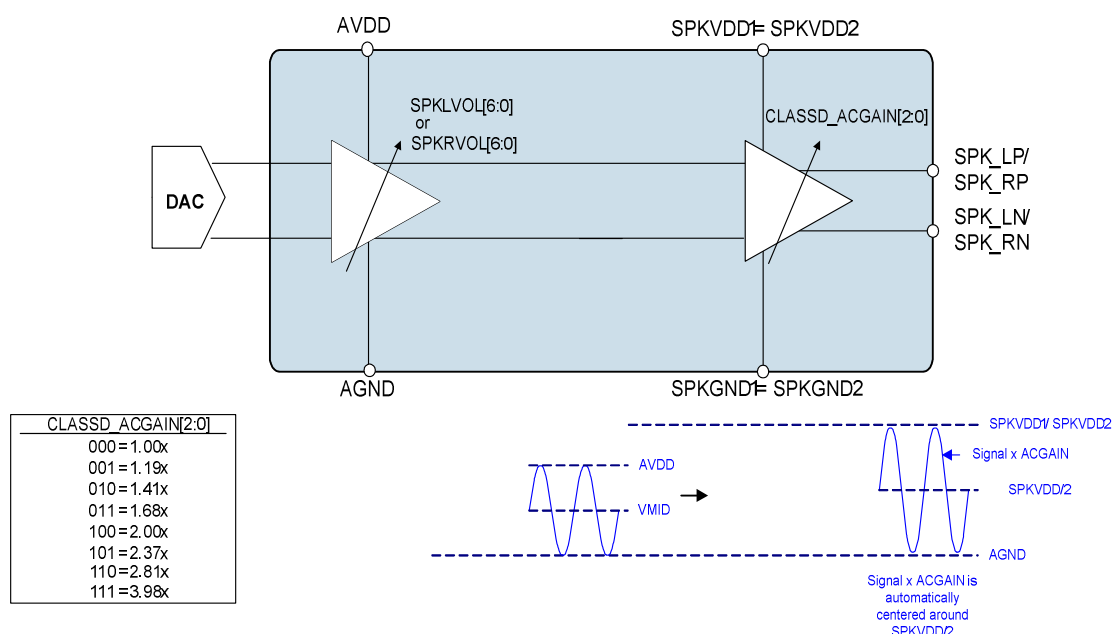 AVDD
SPKVDD1= SPKVDD2
SPKLVOL[6:0]
or
SPKRVOL[6:0]
CLASSD_ACGAIN[2:0]
DAC
SPK_LP/
SPK_RP
SPK_LN/
SPK_RN
AGND
SPKGND1= SPKGND2
CLASSD_ACGAIN[2:0]
000=1.00x
001=1.19x
010=1.41x
011=1.68x
100=2.00x
101=2.37x
110=2.81x
111=3.98x
SPKVDD1/ SPKVDD2
Signal x ACGAIN
AVDD
SPKVDD/2
VMID
AGND
Signal x ACGAIN is
automatically
centered around
SPKVDD/2